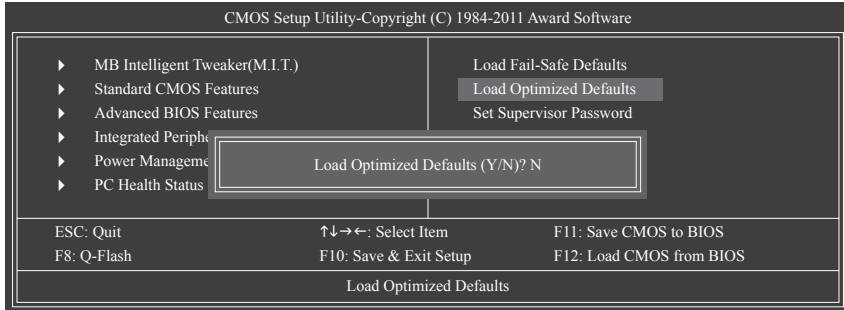 CMOS Setup Utility-Copyright (C) 1984-2011 Award Software
MB Intelligent Tweaker(M.I.T.)
Standard CMOS Features
Advanced BIOS Features
Integrated Periphe
Power Manageme
PC Health Status
Load Fail-Safe Defaults
Load Optimized Defaults
Set Supervisor Password
Load Optimized Defaults (Y/N)? N
ESC: Quit
↑↓→←: Select Item
F11: Save CMOS to BIOS
F8: Q-Flash
F10: Save & Exit Setup
F12: Load CMOS from BIOS
Load Optimized Defaults